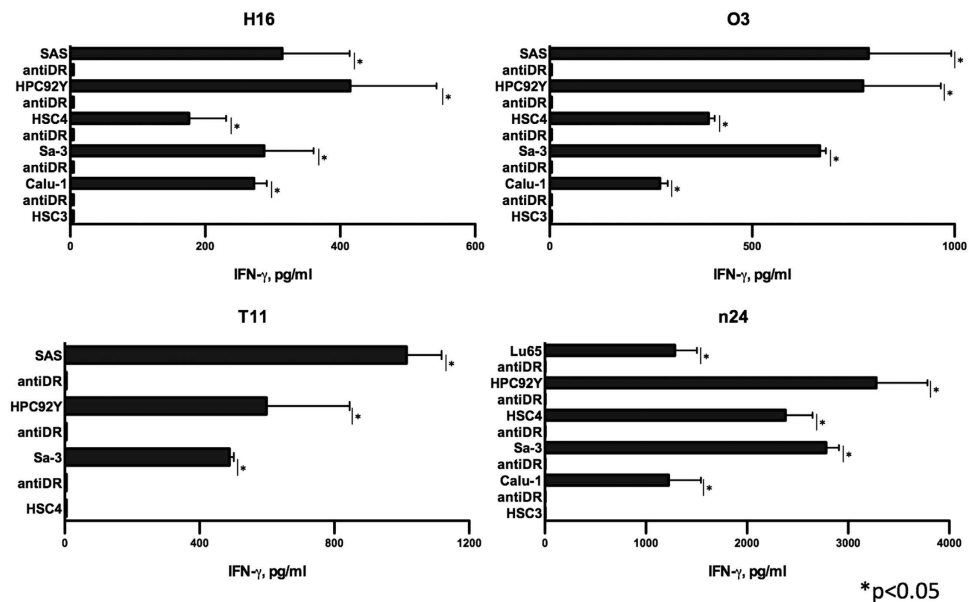 H16
SAS
antiDR
HPC92Y
antiDR
HSC4
antiDR
Sa-3
antiDR
Calu-1
antiDR
HSC3
*
*
*
*
*
0 200 400 600
IFN-γ, pg/ml
O3
SAS
antiDR
HPC92Y
antiDR
HSC4
antiDR
Sa-3
antiDR
Calu-1
antiDR
HSC3
*
*
*
*
*
0 500 1000
IFN-γ, pg/ml
T11
SAS
antiDR
HPC92Y
antiDR
Sa-3
antiDR
HSC4
*
*
*
0 400 800 1200
IFN-γ, pg/ml
n24
Lu65
antiDR
HPC92Y
antiDR
HSC4
antiDR
Sa-3
antiDR
Calu-1
antiDR
HSC3
*
*
*
*
*
0 1000 2000 3000 4000
IFN-γ, pg/ml
*p<0.05